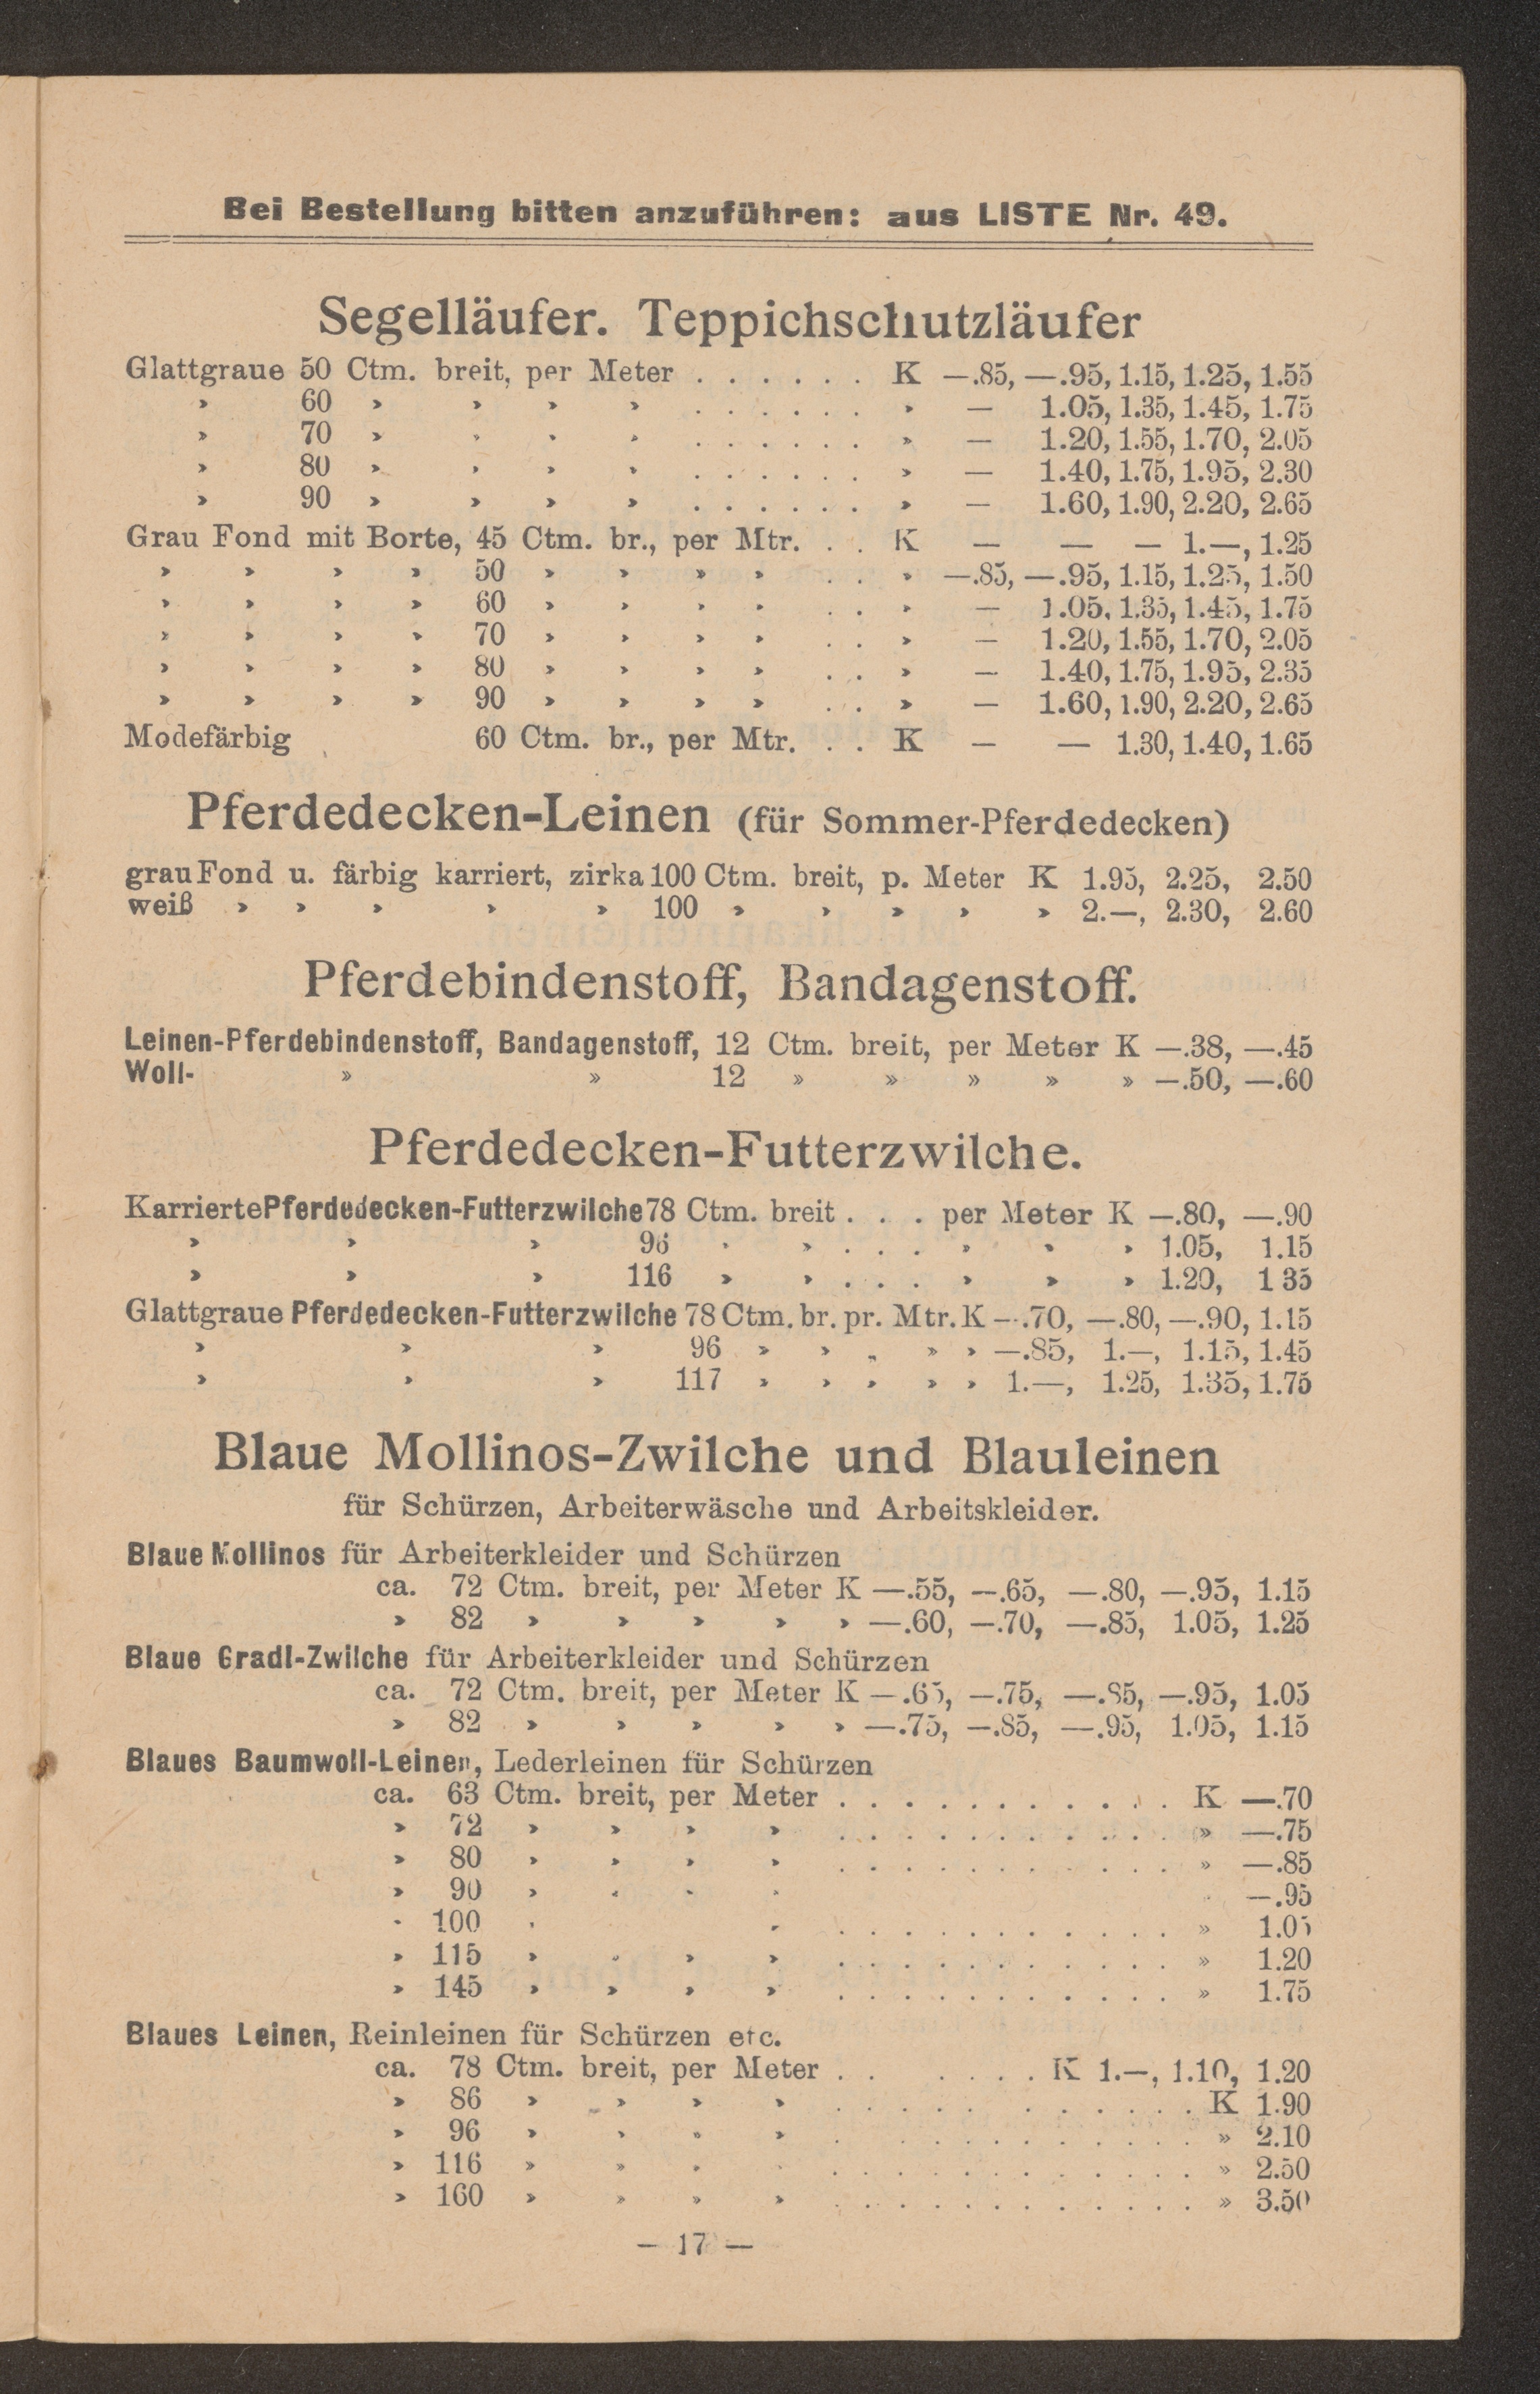 Bei Bestellung bitten anzuführen: aus LISTE Nr. 49.
Segelläufer. Teppichschutzläufer
Glattgraue 50 Ctm. breit, per Meter . . . . . . K —.85, —.95, 1.15, 1.25, 1.55
» 60 » » » » . . . . . . » — 1.05, 1.35, 1.45, 1.75
» 70 » » » » . . . . . . » — 1.20, 1.55, 1.70, 2.05
» 80 » » » » . . . . . . » — 1.40, 1.75, 1.95, 2.30
» 90 » » » » . . . . . . » — 1.60, 1.90, 2.20, 2.65
Grau Fond mit Borte, 45 Ctm. br., per Mtr. . . K — — — 1.—, 1.25
» » » » 50 » » » » . . » —.85, —.95, 1.15, 1.25, 1.50
» » » » 60 » » » » . . » — 1.05, 1.35, 1.45, 1.75
» » » » 70 » » » » . . » — 1.20, 1.55, 1.70, 2.05
» » » » 80 » » » » . . » — 1.40, 1.75, 1.95, 2.35
» » » » 90 » » » » . . » — 1.60, 1.90, 2.20, 2.65
Modefärbig 60 Ctm. br., per Mtr. . . K — — 1.30, 1.40, 1.65
Pferdedecken-Leinen (für Sommer-Pferdedecken)
grau Fond u. färbig karriert, zirka 100 Ctm. breit, p. Meter K 1.95, 2.25, 2.50
weiß » » » » » 100 » » » » » 2.—, 2.30, 2.60
Pferdebindenstoff, Bandagenstoff.
Leinen-Pferdebindenstoff, Bandagenstoff, 12 Ctm. breit, per Meter K —.38, —.45
Woll- » » 12 » » » » » —.50, —.60
Pferdedecken-Futterzwilche.
Karrierte Pferdedecken-Futterzwilche 78 Ctm. breit . . . per Meter K —.80, —.90
» » » 96 » » . . . » » » 1.05, 1.15
» » » 116 » » . . . » » » 1.20, 1 35
Glattgraue Pferdedecken-Futterzwilche 78 Ctm. br. pr. Mtr. K —.70, —.80, —.90, 1.15
» » » 96 » » „ » » —.85, 1.—, 1.15, 1.45
» » » 117 » » » » » 1.—, 1.25, 1.35, 1.75
Blaue Mollinos-Zwilche und Blauleinen
für Schürzen, Arbeiterwäsche und Arbeitskleider.
Blaue Mollinos für Arbeiterkleider und Schürzen
ca. 72 Ctm. breit, per Meter K —.55, —.65, —.80, —.95, 1.15
» 82 » » » » » —.60, —.70, —.85, 1.05, 1.25
Blaue Gradl-Zwilche für Arbeiterkleider und Schürzen
ca. 72 Ctm. breit, per Meter K —.65, —.75, —.85, —.95, 1.05
» 82 » » » » » —.75, —.85, —.95, 1.05, 1.15
Blaues Baumwoll-Leinen, Lederleinen für Schürzen
ca. 63 Ctm. breit, per Meter . . . . . . . . . . . K —.70
» 72 » » » » . . . . . . . . . . . » —.75
» 80 » » » » . . . . . . . . . . . » —.85
» 90 » » » » —.95
» 100 » » . . . . . . . . . . . » 1.05
» 115 » » » » . . . . . . . . . . . » 1.20
» 145 » » » » . . . . . . . . . . . » 1.75
Blaues Leinen, Reinleinen für Schürzen etc.
ca. 78 Ctm. breit, per Meter . . . . . . K 1.—, 1.10, 1.20
» 86 » » » » . . . . . . . . . . . K 1.90
» 96 » » » » . . . . . . . . . . . » 2.10
» 116 » » » » . . . . . . . . . . . » 2.50
» 160 » » » » . . . . . . . . . . . » 3.50
— 17 —